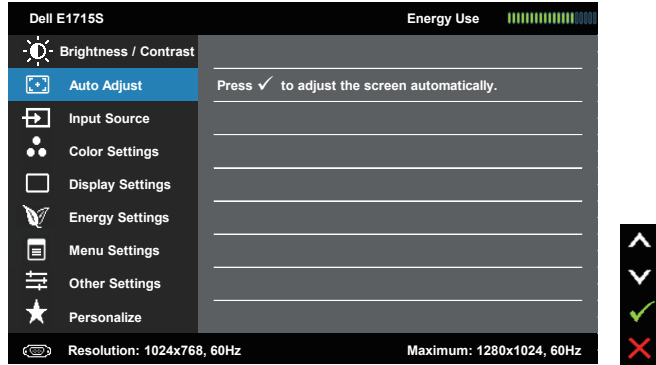 Dell E1715S Energy Use
Brightness / Contrast
Auto Adjust Press ✓ to adjust the screen automatically.
Input Source
Color Settings
Display Settings
Energy Settings
Menu Settings
Other Settings
Personalize
Resolution: 1024x768, 60Hz Maximum: 1280x1024, 60Hz